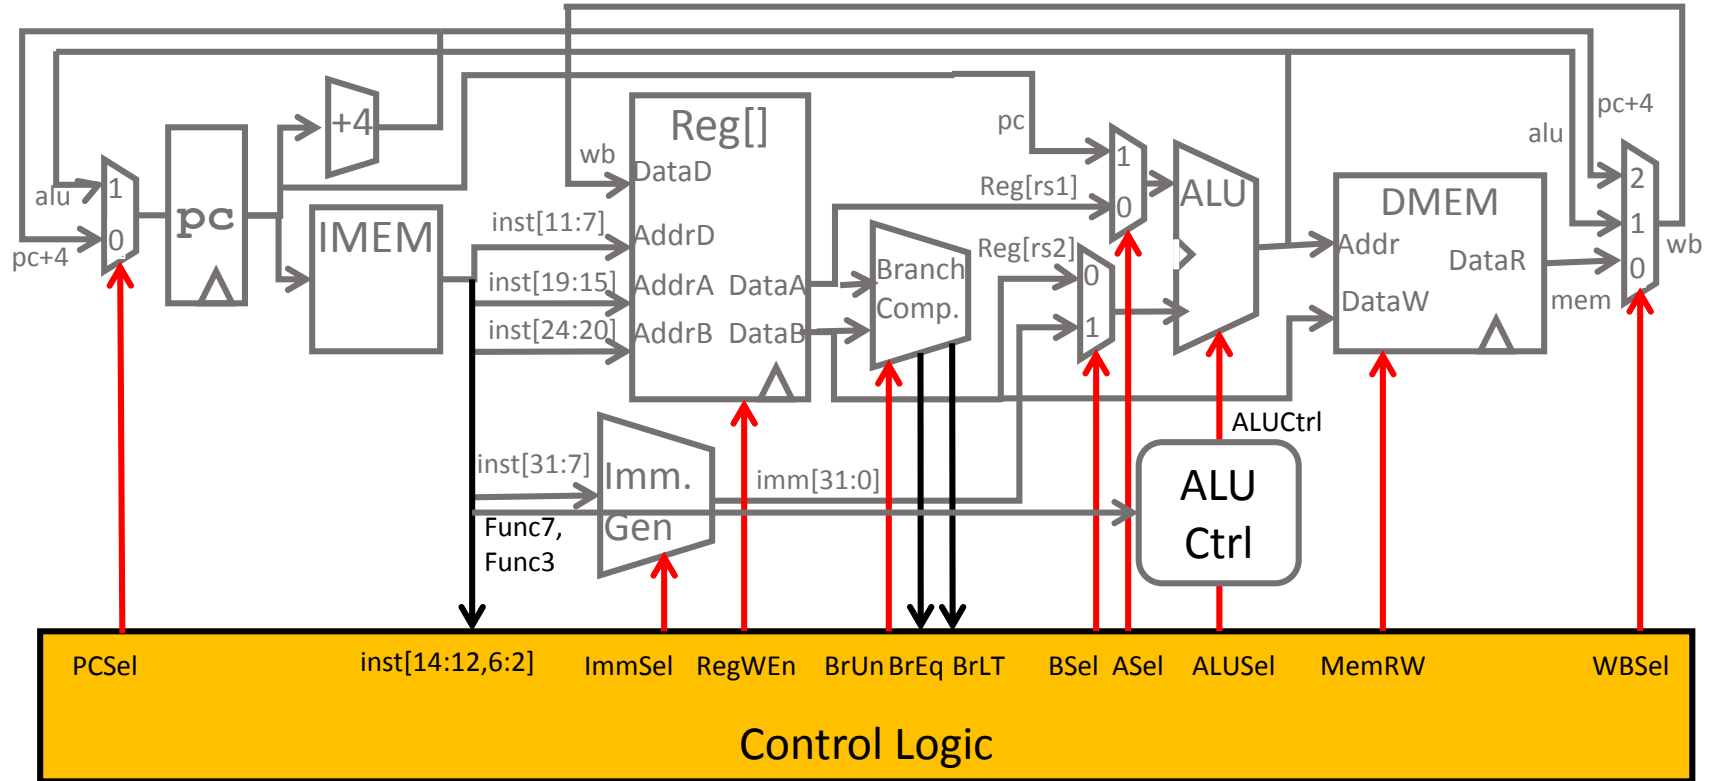 pc+4
alu
pc
+4
Reg[]
wb
DataD
pc
1
0
alu
pc+4
pc
IMEM
inst[11:7]
AddrD
inst[19:15]
AddrA
DataA
inst[24:20]
AddrB
DataB
Branch
Comp.
Reg[rs1]
1
0
Reg[rs2]
0
1
ALU
DMEM
Addr
DataR
DataW
mem
2
1
0
wb
inst[31:7]
Imm.
Gen
imm[31:0]
Func7,
Func3
ALUCtrl
ALU
Ctrl
PCSel
inst[14:12,6:2]
ImmSel
RegWEn
BrUn
BrEq
BrLT
BSel
ASel
ALUSel
MemRW
WBSel
Control Logic